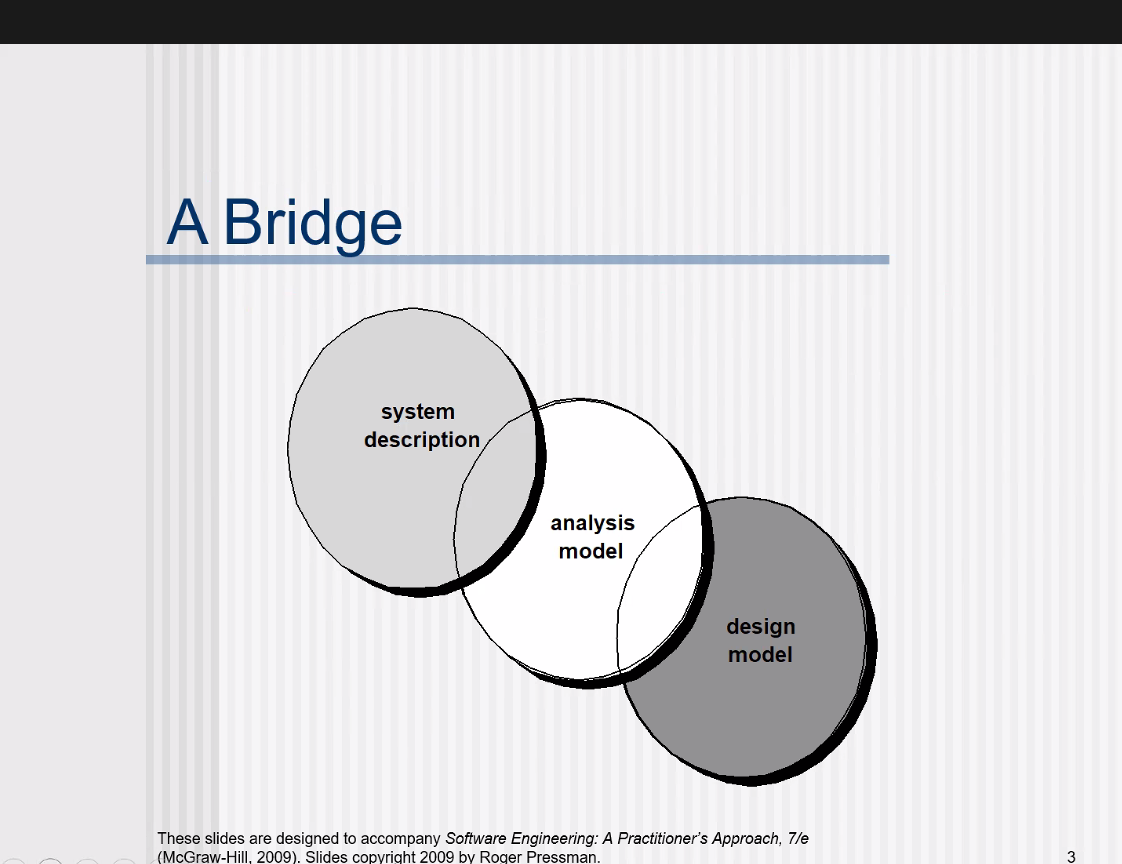 A Bridge
system
description
analysis
model
design
model
These slides are designed to accompany Software Engineering: A Practitioner’s Approach, 7/e
(McGraw-Hill, 2009). Slides copyright 2009 by Roger Pressman.
3